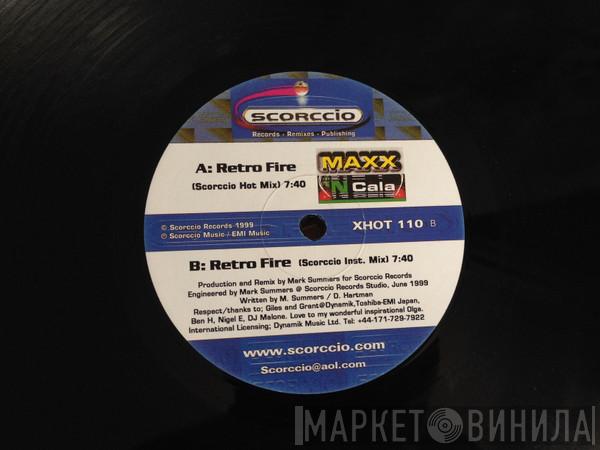 SCORCCIO
Records - Remixes - Publishing
A: Retro Fire
(Scorccio Hot Mix) 7:40
MAXX
'N Cala
© Scorccio Records 1999
℗ Scorccio Music / EMI Music
XHOT 110 B
B: Retro Fire (Scorccio Inst. Mix) 7:40
Production and Remix by Mark Summers for Scorccio Records
Engineered by Mark Summers @ Scorccio Records Studio, June 1999
Written by M. Summers / D. Hartman
Respect/thanks to; Giles and Grant@Dynamik,Toshiba-EMI Japan,
Ben H, Nigel E, DJ Malone. Love to my wonderful inspirational Olga.
International Licensing; Dynamik Music Ltd. Tel: +44-171-729-7922
www.scorccio.com
Scorccio@aol.com
МАРКЕТ ВИНИЛА